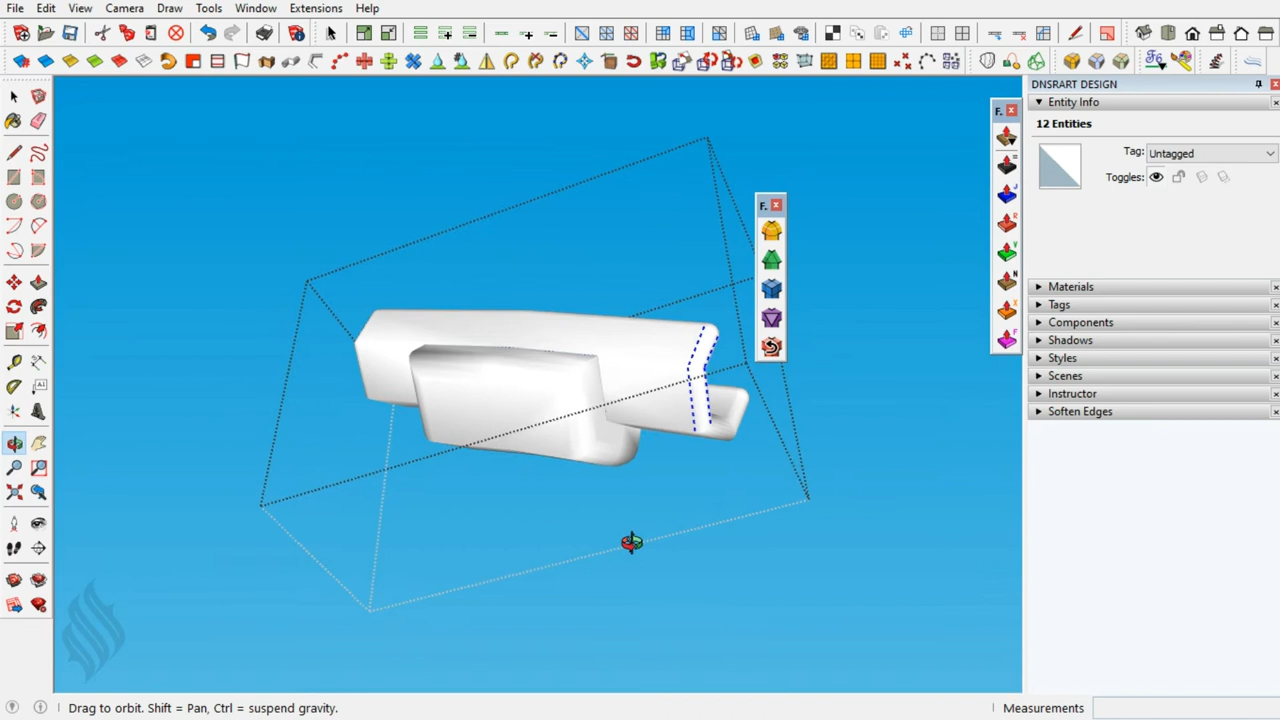 File Edit View Camera Draw Tools Window Extensions Help
DNSRART DESIGN
Entity Info
12 Entities
Tag: Untagged
Toggles:
Materials
Tags
Components
Shadows
Styles
Scenes
Instructor
Soften Edges
F.
F.
Drag to orbit. Shift = Pan, Ctrl = suspend gravity.
Measurements